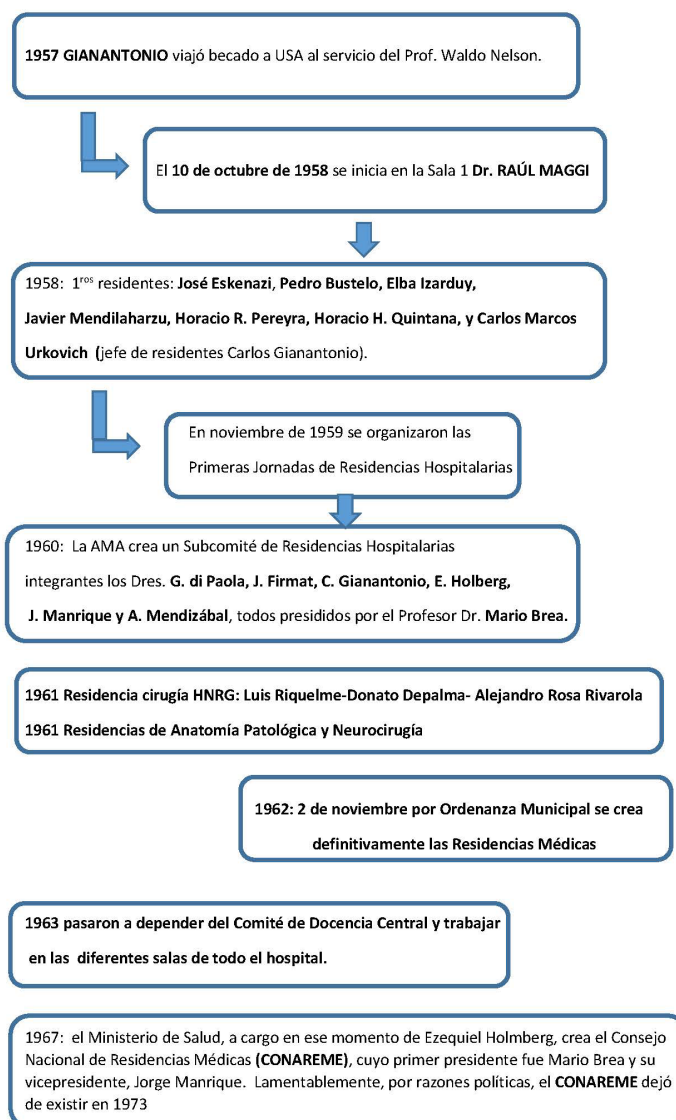 1957 GIANANTONIO viajó becado a USA al servicio del Prof. Waldo Nelson.
El 10 de octubre de 1958 se inicia en la Sala 1 Dr. RAÚL MAGGI
1958: 1ros residentes: José Eskenazi, Pedro Bustelo, Elba Izarduy,
Javier Mendilaharzu, Horacio R. Pereyra, Horacio H. Quintana, y Carlos Marcos
Urkovich (jefe de residentes Carlos Gianantonio).
En noviembre de 1959 se organizaron las
Primeras Jornadas de Residencias Hospitalarias
1960: La AMA crea un Subcomité de Residencias Hospitalarias
integrantes los Dres. G. di Paola, J. Firmat, C. Gianantonio, E. Holberg,
J. Manrique y A. Mendizábal, todos presididos por el Profesor Dr. Mario Brea.
1961 Residencia cirugía HNRG: Luis Riquelme-Donato Depalma- Alejandro Rosa Rivarola
1961 Residencias de Anatomía Patológica y Neurocirugía
1962: 2 de noviembre por Ordenanza Municipal se crea
definitivamente las Residencias Médicas
1963 pasaron a depender del Comité de Docencia Central y trabajar
en las diferentes salas de todo el hospital.
1967: el Ministerio de Salud, a cargo en ese momento de Ezequiel Holmberg, crea el Consejo
Nacional de Residencias Médicas (CONAREME), cuyo primer presidente fue Mario Brea y su
vicepresidente, Jorge Manrique. Lamentablemente, por razones políticas, el CONAREME dejó
de existir en 1973